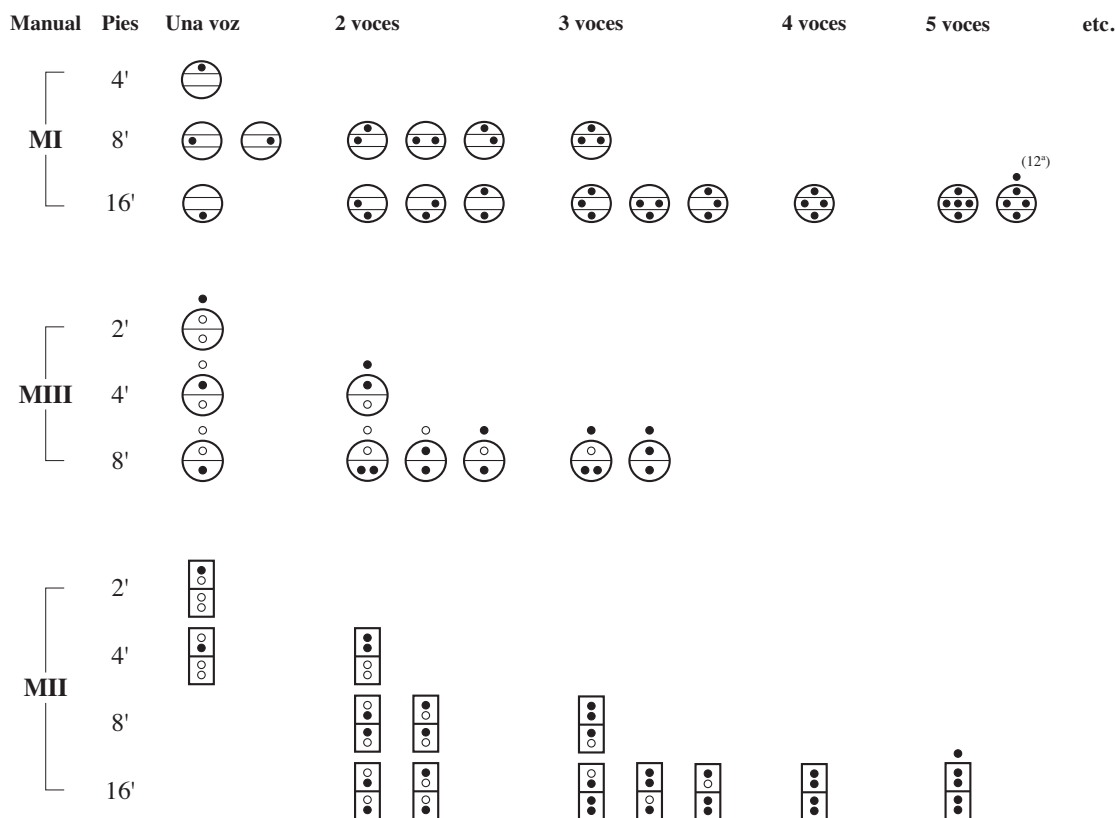 Manual Pies Una voz 2 voces 3 voces 4 voces 5 voces etc.
4'
MI 8'
(12ª)
16'
2'
MIII 4'
8'
2'
4'
MII
8'
16'